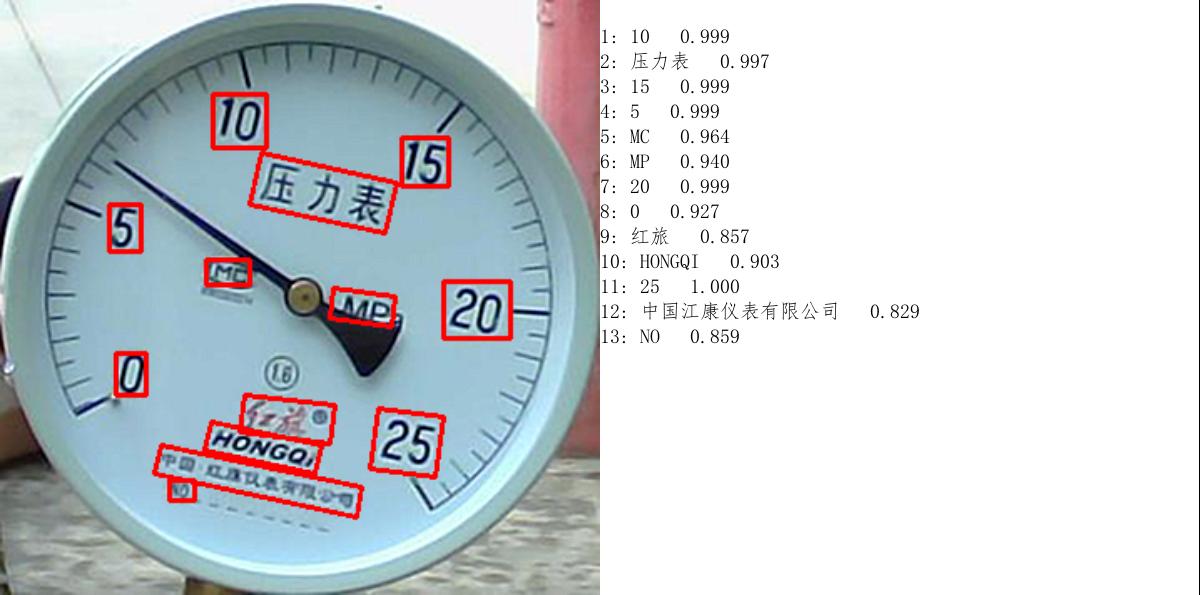 10
15
压力表
5
MC
MP
20
0
1.6
红旗
25
HONGQi
中国·红旗仪表有限公司
NO
1: 10 0.999
2: 压力表 0.997
3: 15 0.999
4: 5 0.999
5: MC 0.964
6: MP 0.940
7: 20 0.999
8: 0 0.927
9: 红旅 0.857
10: HONGQI 0.903
11: 25 1.000
12: 中国江康仪表有限公司 0.829
13: NO 0.859